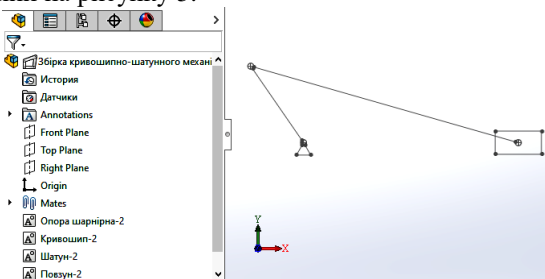 Збірка кривошипно-шатунного механі
История
Датчики
Annotations
Front Plane
Top Plane
Right Plane
Origin
Mates
Опора шарнірна-2
Кривошип-2
Шатун-2
Повзун-2
Y
X